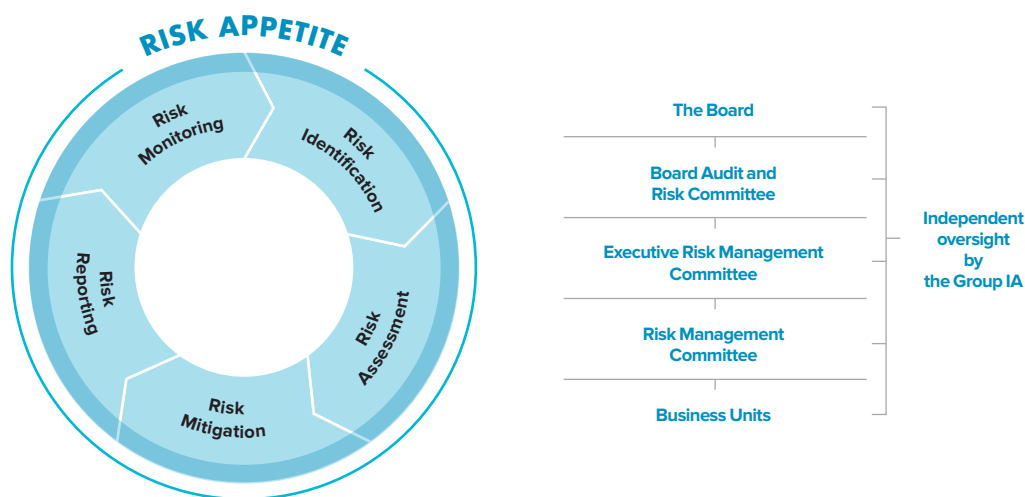 RISK APPETITE
Risk
Identification
Risk
Assessment
Risk
Mitigation
Risk
Reporting
Risk
Monitoring
The Board
Board Audit and
Risk Committee
Executive Risk Management
Committee
Risk Management
Committee
Business Units
Independent
oversight
by
the Group IA